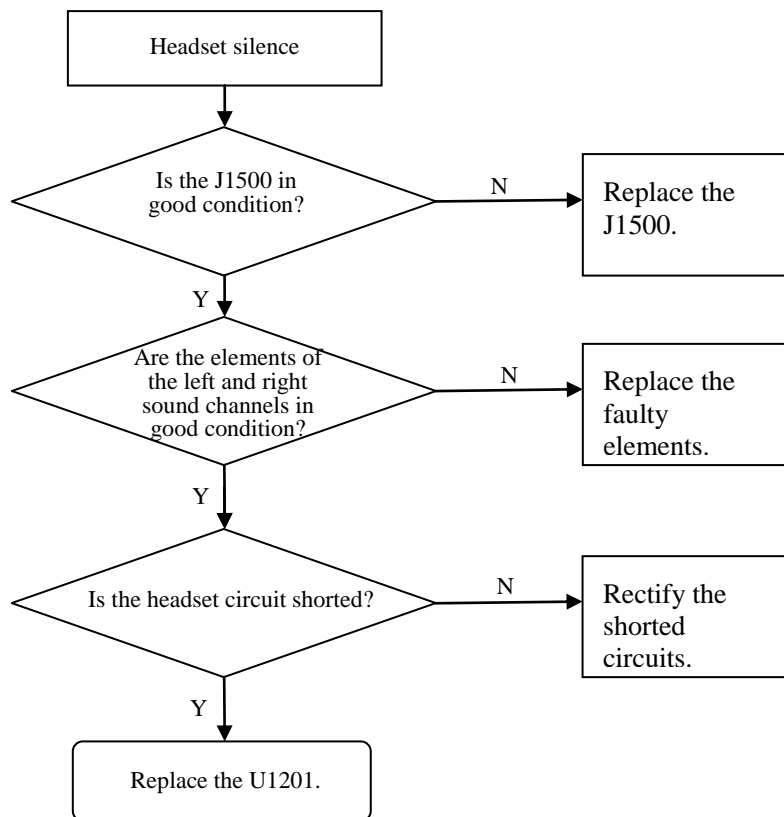 Headset silence
Is the J1500 in
good condition?
N
Replace the
J1500.
Y
Are the elements of
the left and right
sound channels in
good condition?
N
Replace the
faulty
elements.
Y
Is the headset circuit shorted?
N
Rectify the
shorted
circuits.
Y
Replace the U1201.